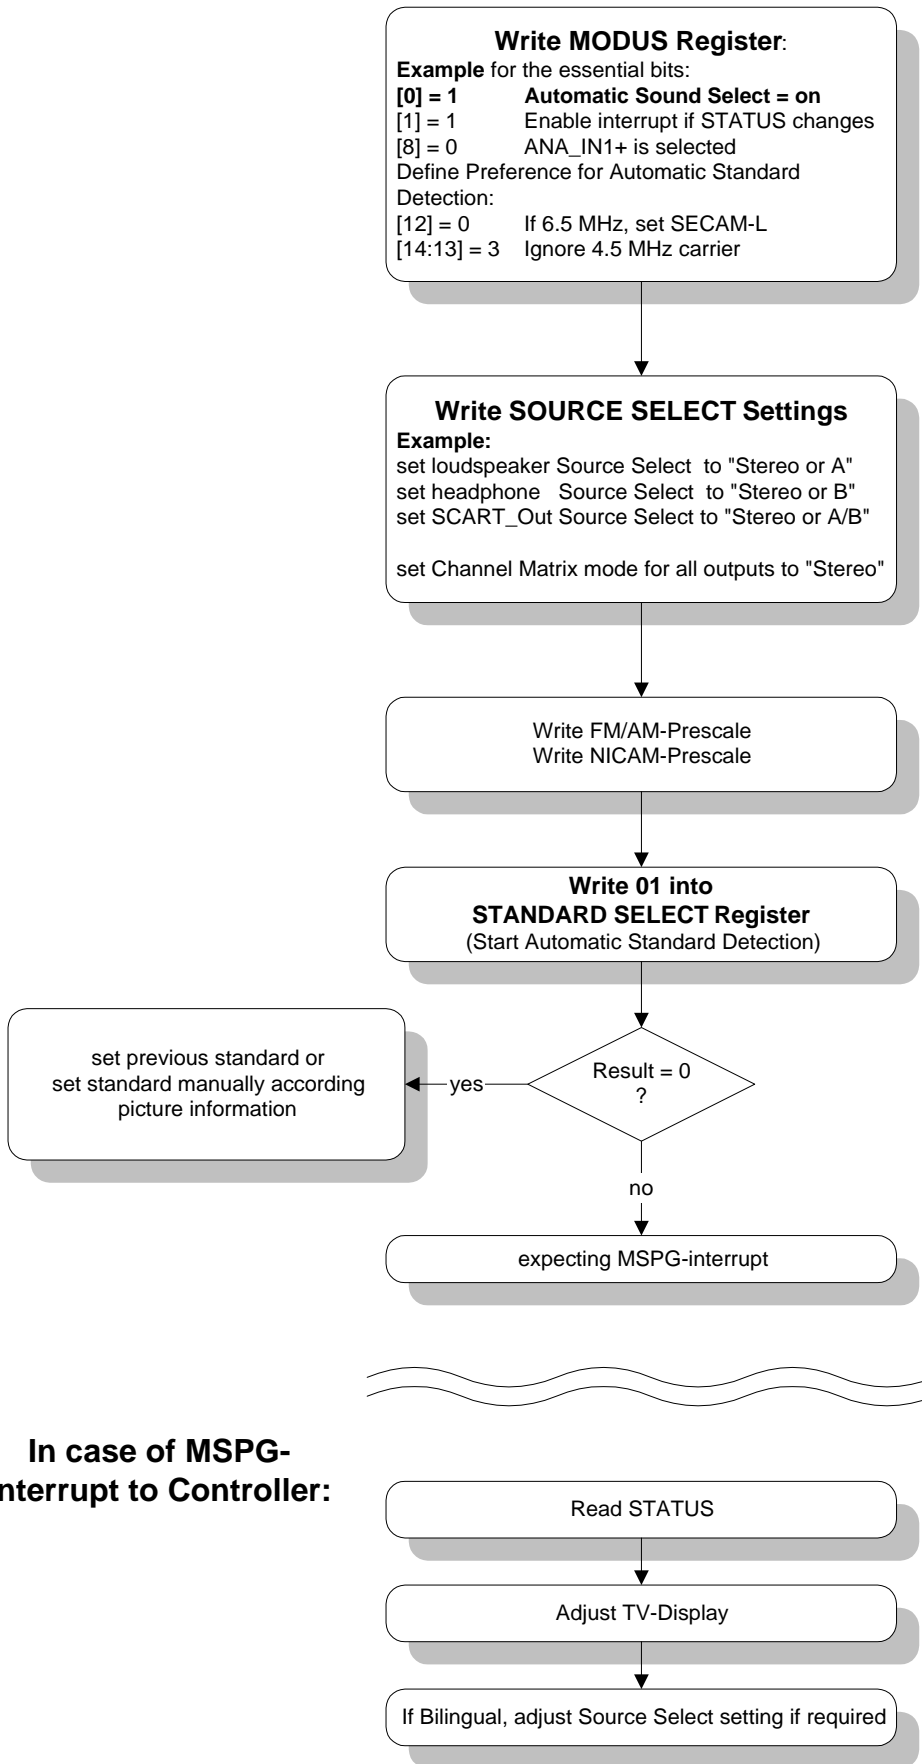 Write MODUS Register:
Example for the essential bits:
[0] = 1 Automatic Sound Select = on
[1] = 1 Enable interrupt if STATUS changes
[8] = 0 ANA_IN1+ is selected
Define Preference for Automatic Standard
Detection:
[12] = 0 If 6.5 MHz, set SECAM-L
[14:13] = 3 Ignore 4.5 MHz carrier
Write SOURCE SELECT Settings
Example:
set loudspeaker Source Select to "Stereo or A"
set headphone Source Select to "Stereo or B"
set SCART_Out Source Select to "Stereo or A/B"
set Channel Matrix mode for all outputs to "Stereo"
Write FM/AM-Prescale
Write NICAM-Prescale
Write 01 into
STANDARD SELECT Register
(Start Automatic Standard Detection)
Result = 0
?
yes
set previous standard or
set standard manually according
picture information
no
expecting MSPG-interrupt
In case of MSPG-
nterrupt to Controller:
Read STATUS
Adjust TV-Display
If Bilingual, adjust Source Select setting if required